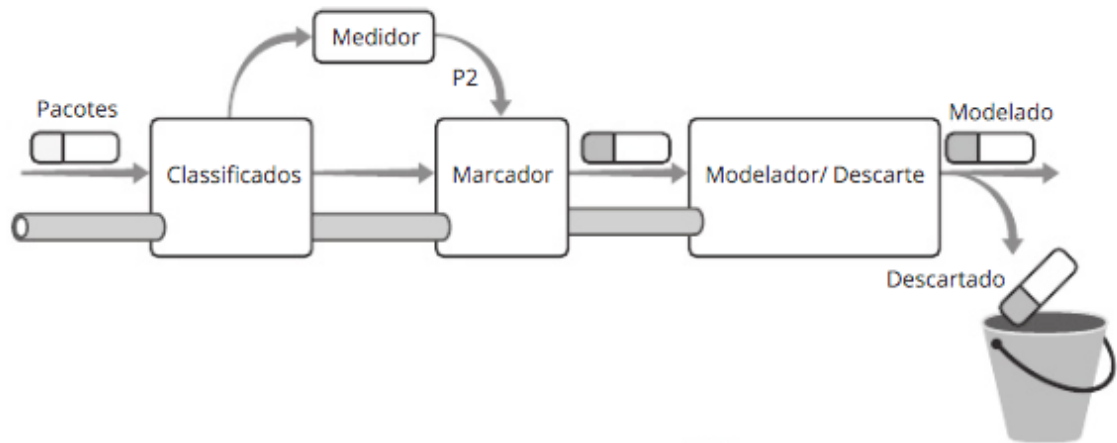 Medidor
P2
Pacotes
Classificados
Marcador
Modelador/ Descarte
Modelado
Descartado